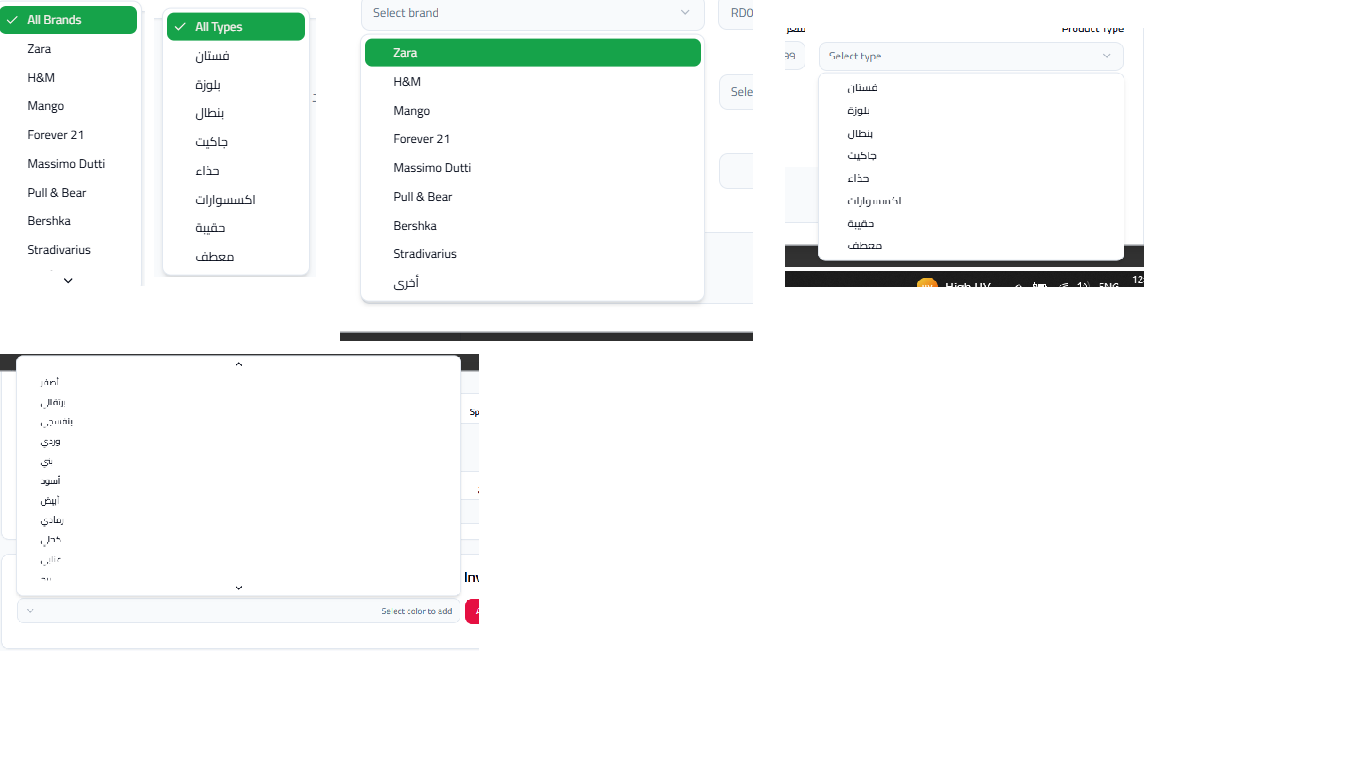 All Brands
Zara
H&M
Mango
Forever 21
Massimo Dutti
Pull & Bear
Bershka
Stradivarius
All Types
فستان
بلوزة
بنطال
جاكيت
حذاء
اكسسوارات
حقيبة
معطف
Select brand
RD0
Zara
H&M
Mango
Forever 21
Massimo Dutti
Pull & Bear
Bershka
Stradivarius
أخرى
Sele
Product Type
99
Select type
فستان
بلوزة
بنطال
جاكيت
حذاء
اكسسوارات
حقيبة
معطف
High UV
ENG
12:
أصفر
برتقالي
بنفسجي
وردي
بني
أسود
أبيض
رمادي
كحلي
عنابي
Sp
Inv
Select color to add